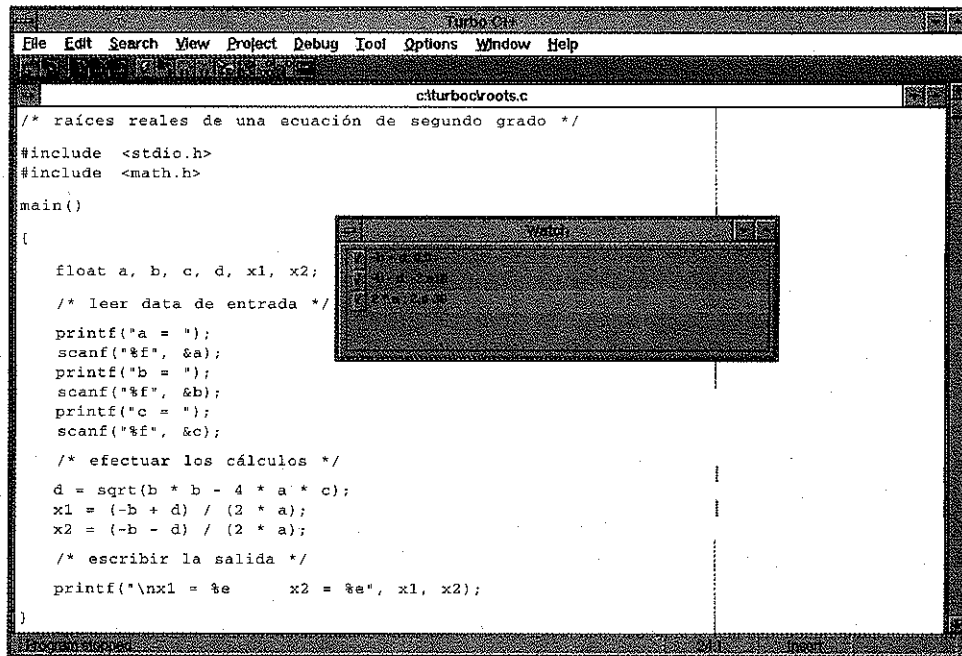 Turbo C++
File Edit Search View Project Debug Tool Options Window Help
c:\turboc\roots.c
/* raíces reales de una ecuación de segundo grado */
#include <stdio.h>
#include <math.h>
main()
{
Watch
float a, b, c, d, x1, x2;
/* leer data de entrada */
printf("a = ");
scanf("%f", &a);
printf("b = ");
scanf("%f", &b);
printf("c = ");
scanf("%f", &c);
/* efectuar los cálculos */
d = sqrt(b * b - 4 * a * c);
x1 = (-b + d) / (2 * a);
x2 = (-b - d) / (2 * a);
/* escribir la salida */
printf("\nx1 = %e x2 = %e", x1, x2);
}
Program stopped Insert